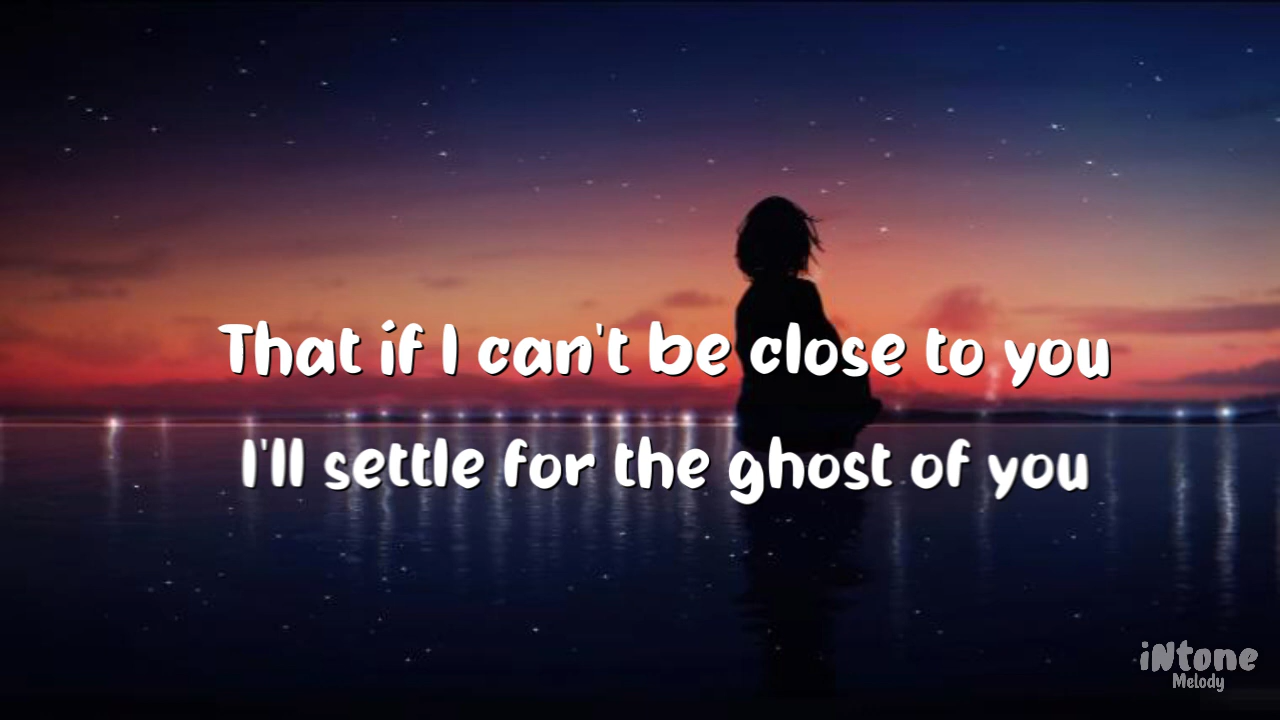 That if I can't be close to you
I'll settle for the ghost of you
iNtone
Melody